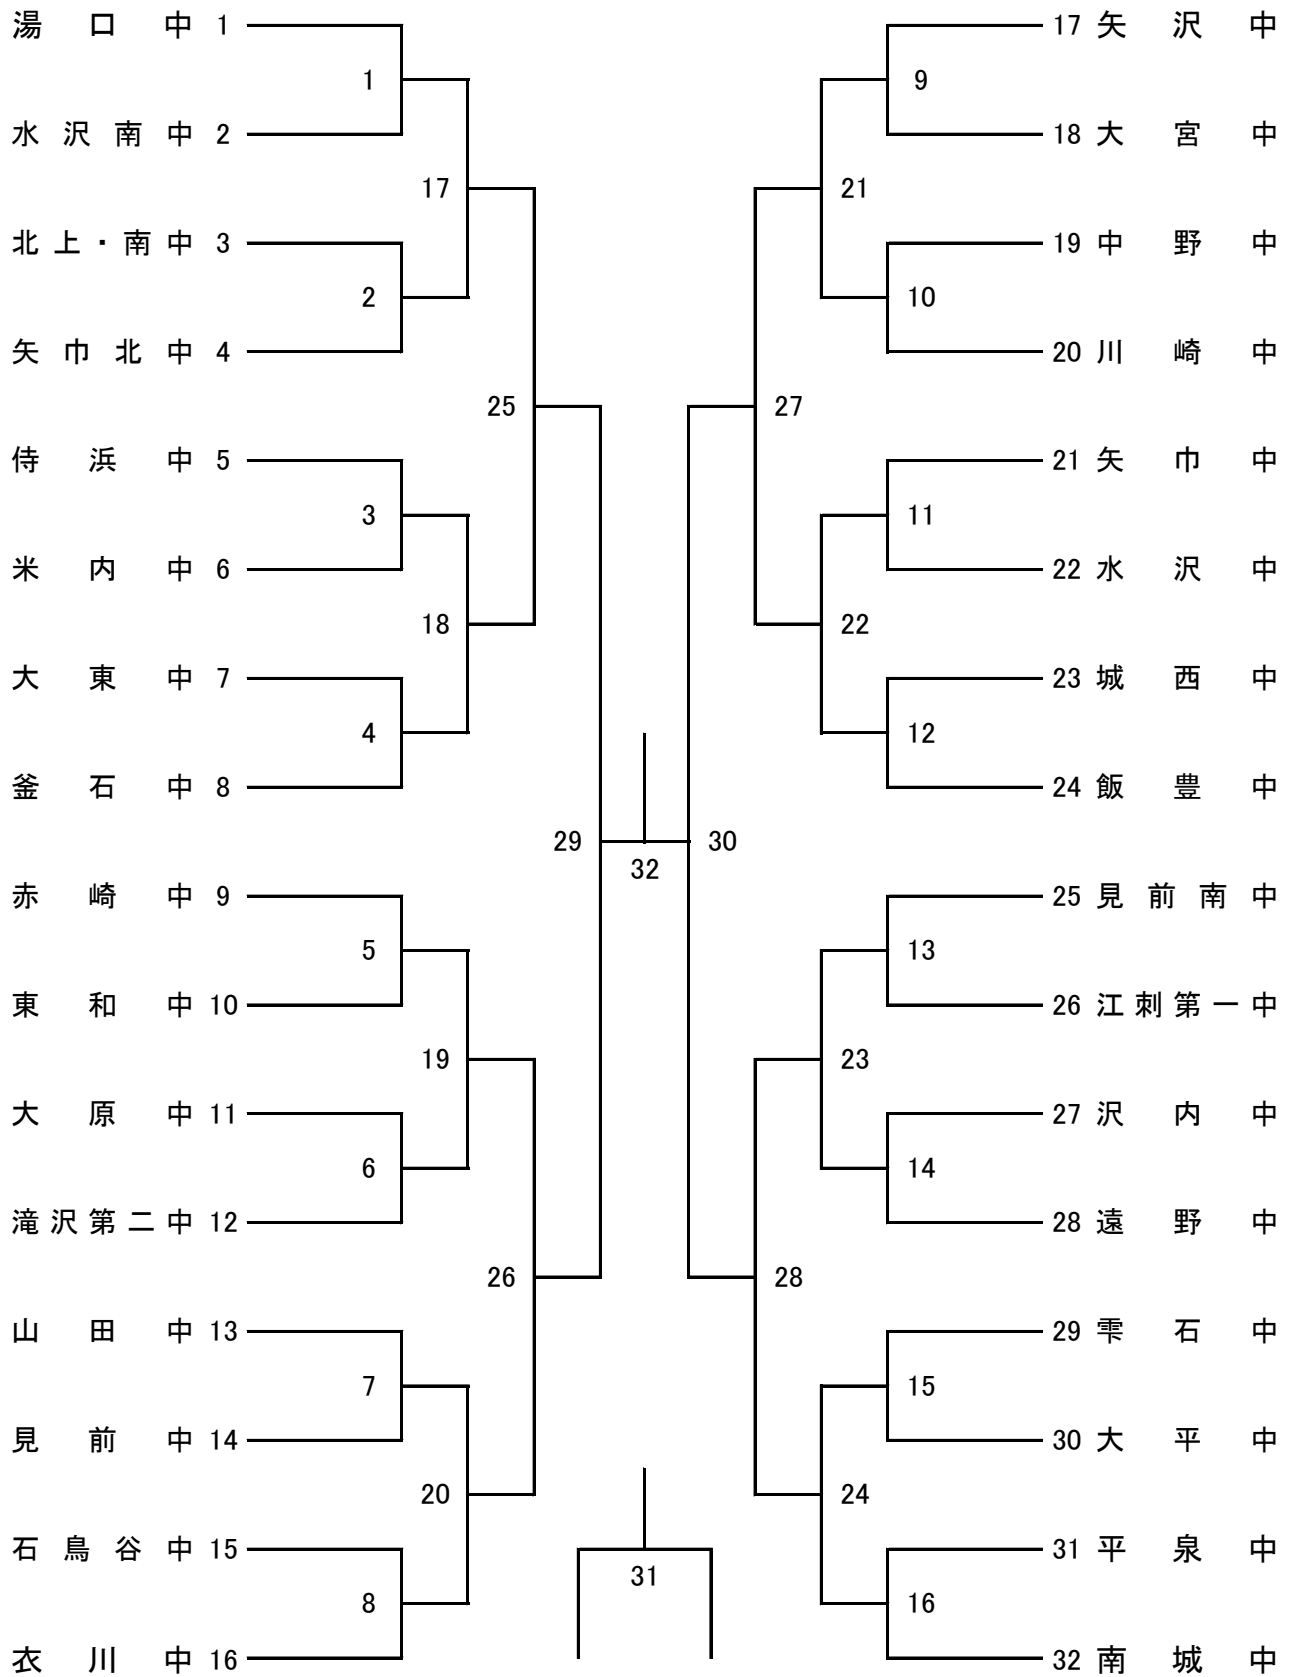 湯口中 1
1
水沢南中 2
17
北上・南中 3
2
矢巾北中 4
25
侍浜中 5
3
米内中 6
18
大東中 7
4
釜石中 8
29
赤崎中 9
5
東和中 10
19
大原中 11
6
滝沢第二中 12
26
山田中 13
7
見前中 14
20
石鳥谷中 15
8
衣川中 16
32
31
17 矢沢中
9
18 大宮中
21
19 中野中
10
20 川崎中
27
21 矢巾中
11
22 水沢中
22
23 城西中
12
24 飯豊中
30
25 見前南中
13
26 江刺第一中
23
27 沢内中
14
28 遠野中
28
29 雫石中
15
30 大平中
24
31 平泉中
16
32 南城中